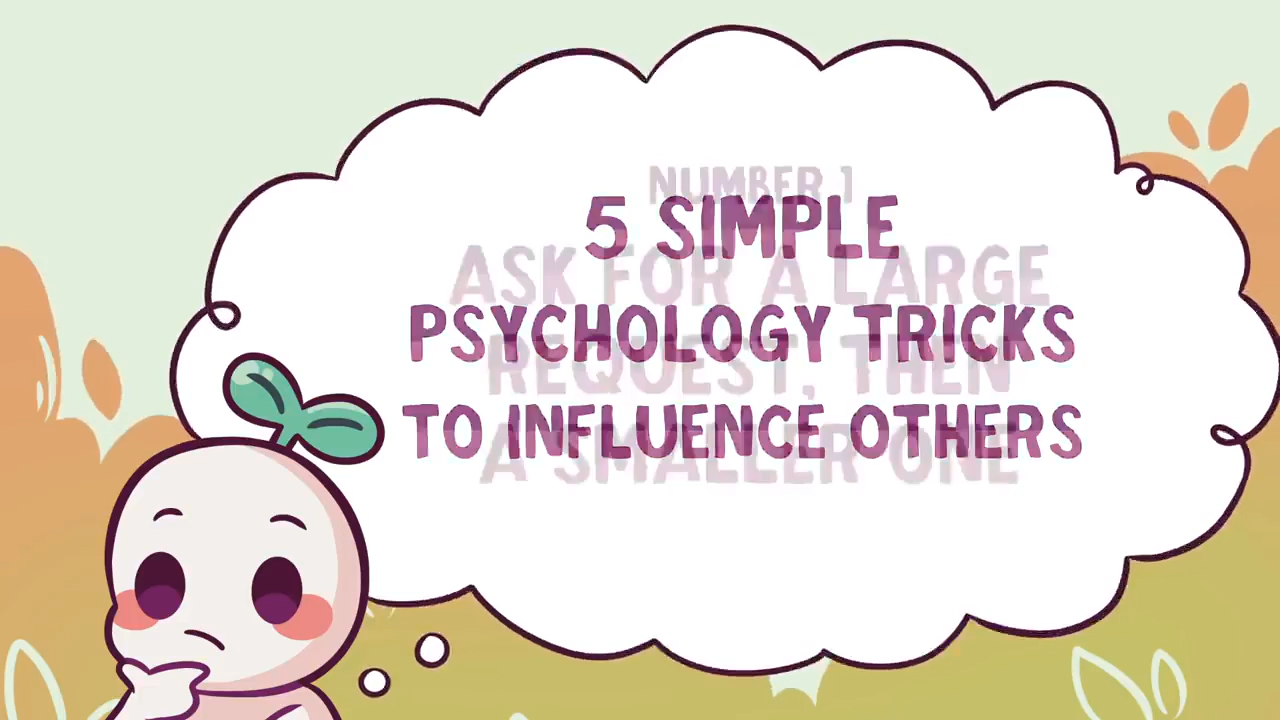 NUMBER 1
5 SIMPLE
ASK FOR A LARGE
PSYCHOLOGY TRICKS
REQUEST, THEN
TO INFLUENCE OTHERS
A SMALLER ONE